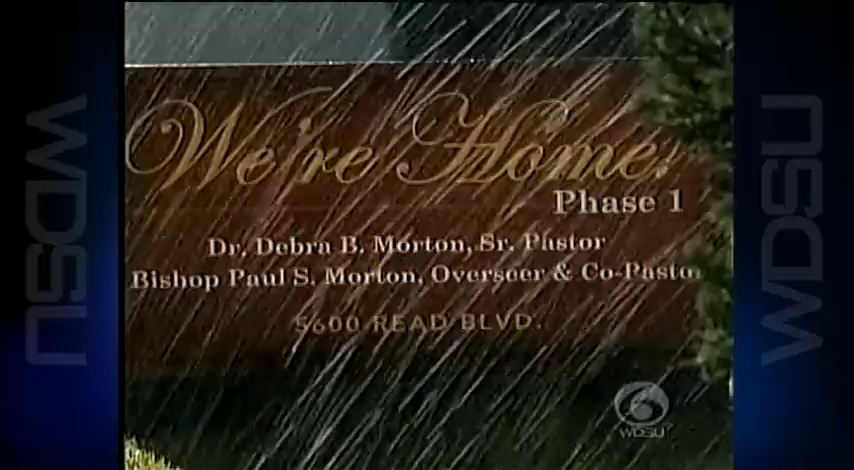 We're Home!
Phase 1
Dr. Debra B. Morton, Sr. Pastor
Bishop Paul S. Morton, Overseer & Co-Pastor
5600 READ BLVD.
WDSU
WDSU
6
WDSU